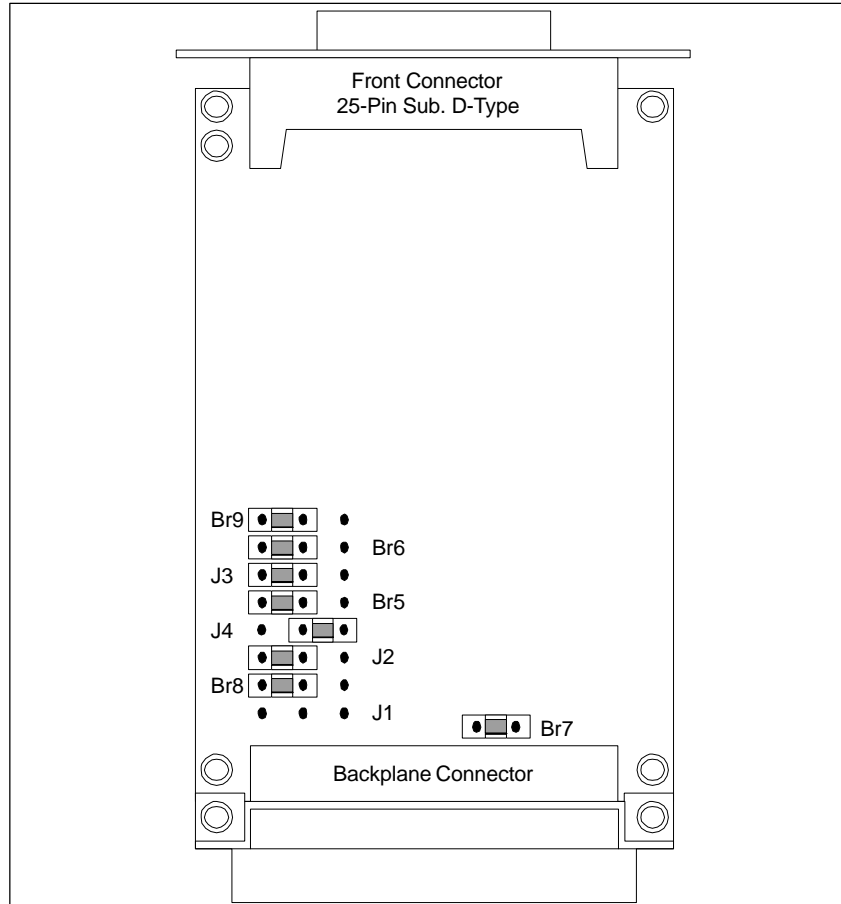 Front Connector
25-Pin Sub. D-Type
Br9
Br6
J3
Br5
J4
J2
Br8
J1
Br7
Backplane Connector